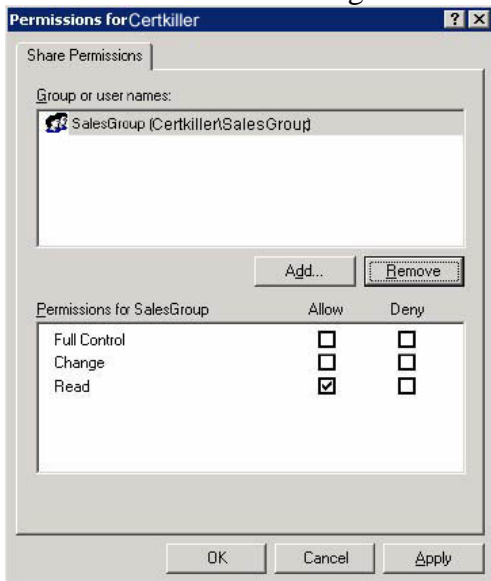 Permissions for Certkiller
Share Permissions
Group or user names:
SalesGroup (Certkiller\SalesGroup)
Add... Remove
Permissions for SalesGroup Allow Deny
Full Control
Change
Read
OK Cancel Apply